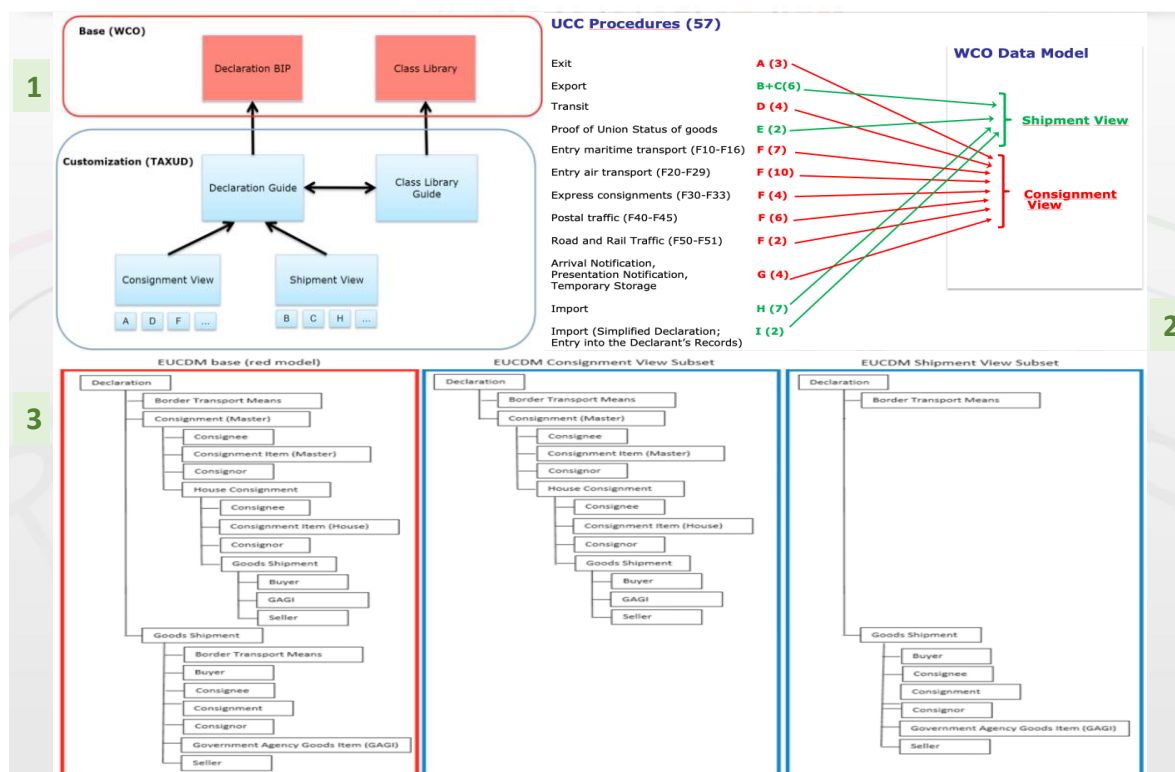 1
Base (WCO)
Declaration BIP
Class Library
Customization (TAXUD)
Declaration Guide
Class Library
Guide
Consignment View
Shipment View
A D F ...
B C H ...
UCC Procedures (57)
WCO Data Model
Exit A (3)
Export B+C(6)
Transit D (4)
Proof of Union Status of goods E (2)
Entry maritime transport (F10-F16) F (7)
Entry air transport (F20-F29) F (10)
Express consignments (F30-F33) F (4)
Postal traffic (F40-F45) F (6)
Road and Rail Traffic (F50-F51) F (2)
Arrival Notification,
Presentation Notification,
Temporary Storage
G (4)
Import H (7)
Import (Simplified Declaration;
Entry into the Declarant's Records)
I (2)
Shipment View
Consignment
View
2
3
EUCDM base (red model)
Declaration
Border Transport Means
Consignment (Master)
Consignee
Consignment Item (Master)
Consignor
House Consignment
Consignee
Consignment Item (House)
Consignor
Goods Shipment
Buyer
GAGI
Seller
Goods Shipment
Border Transport Means
Buyer
Consignee
Consignment
Consignor
Government Agency Goods Item (GAGI)
Seller
EUCDM Consignment View Subset
Declaration
Border Transport Means
Consignment (Master)
Consignee
Consignment Item (Master)
Consignor
House Consignment
Consignee
Consignment Item (House)
Consignor
Goods Shipment
Buyer
GAGI
Seller
EUCDM Shipment View Subset
Declaration
Border Transport Means
Goods Shipment
Buyer
Consignee
Consignment
Consignor
Government Agency Goods Item (GAGI)
Seller